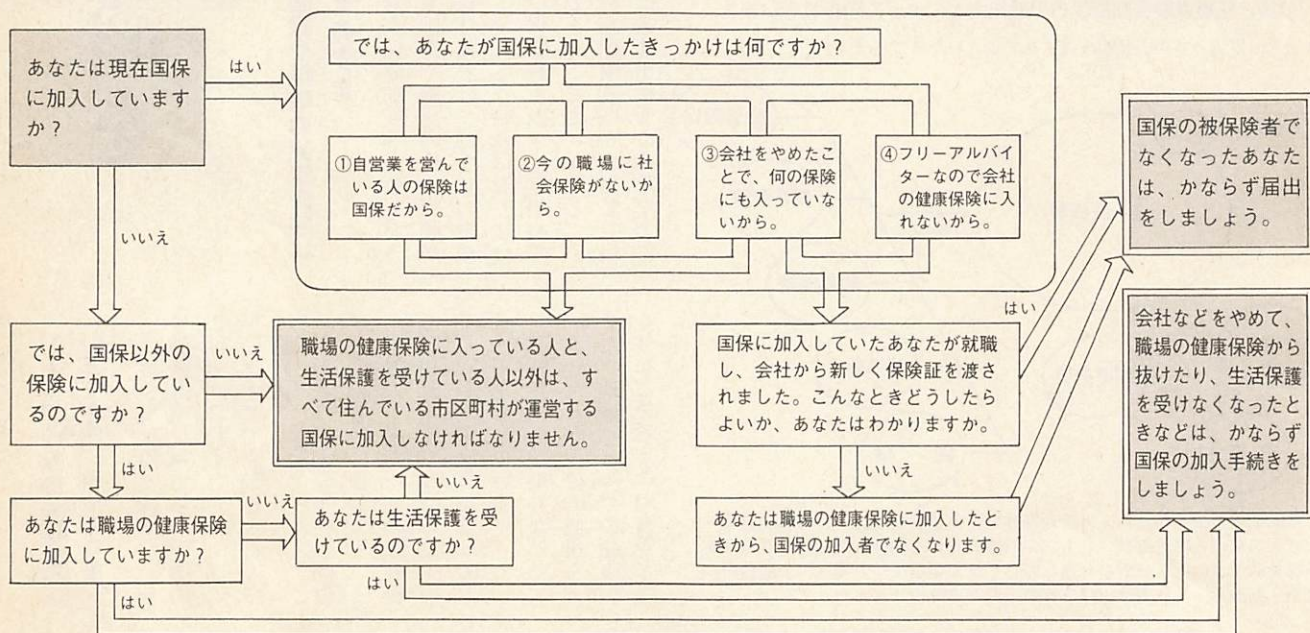 あなたは現在国保
に加入しています
か?
はい
では、あなたが国保に加入したきっかけは何ですか?
①自営業を営んで
いる人の保険は
国保だから。
②今の職場に社
会保険がないか
ら。
③会社をやめたこ
とで、何の保険
にも入っていな
いから。
④フリーアルバイ
ターなので会社
の健康保険に入
れないから。
国保の被保険者で
なくなったあなた
は、かならず届出
をしましょう。
いいえ
では、国保以外の
保険に加入してい
るのですか?
いいえ
職場の健康保険に入っている人と、
生活保護を受けている人以外は、す
べて住んでいる市区町村が運営する
国保に加入しなければなりません。
国保に加入していたあなたが就職
し、会社から新しく保険証を渡さ
れました。こんなときどうしたら
よいか、あなたはわかりますか。
はい
会社などをやめて、
職場の健康保険から
抜けたり、生活保護
を受けなくなったと
きなどは、かならず
国保の加入手続きを
しましょう。
はい
いいえ
いいえ
あなたは職場の健康保険
に加入していますか?
いいえ
あなたは生活保護を受
けているのですか?
あなたは職場の健康保険に加入したと
きから、国保の加入者でなくなります。
はい
はい